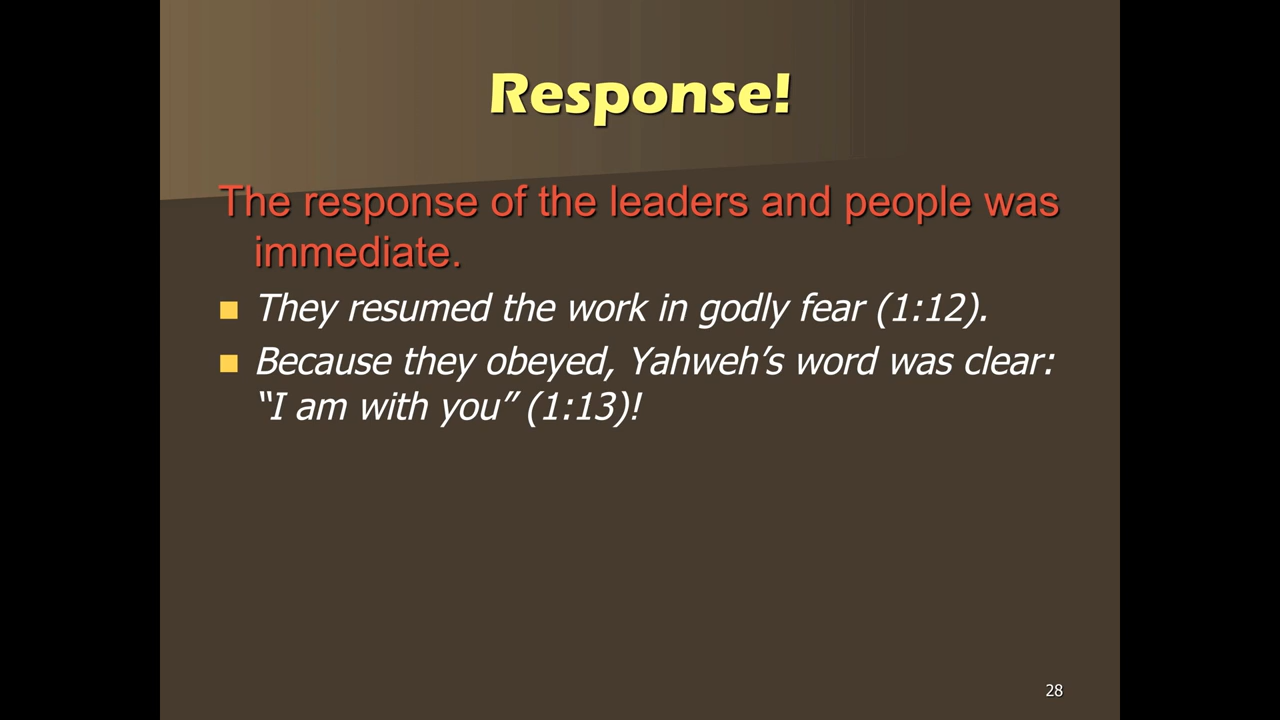 Response!
The response of the leaders and people was
immediate.
They resumed the work in godly fear (1:12).
Because they obeyed, Yahweh’s word was clear:
“I am with you” (1:13)!
28